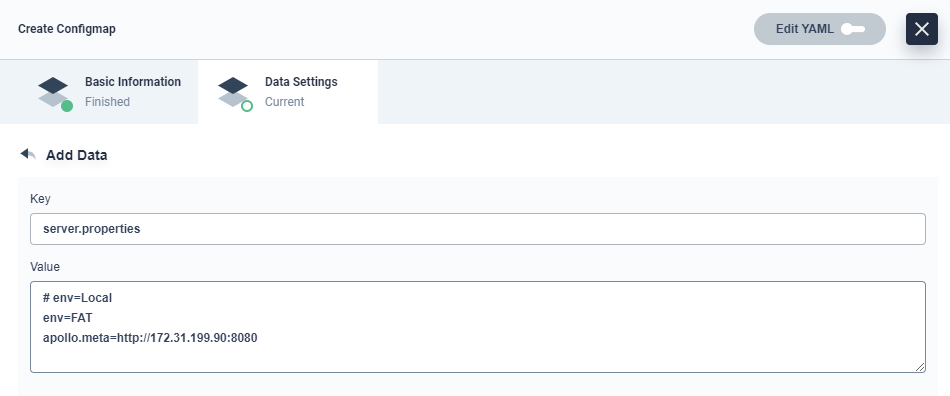 Create Configmap
Edit YAML
Basic Information
Finished
Data Settings
Current
Add Data
Key
server.properties
Value
# env=Local
env=FAT
apollo.meta=http://172.31.199.90:8080